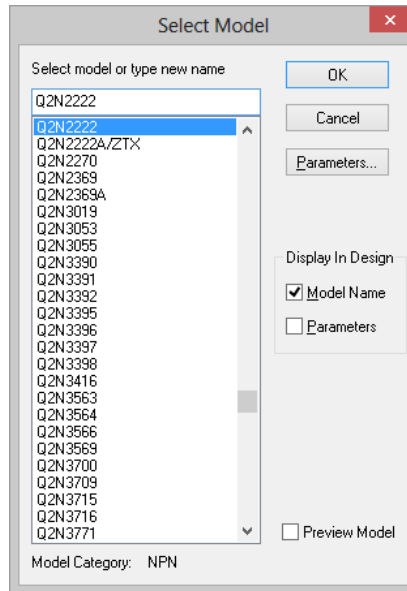 Select Model
Select model or type new name
Q2N2222
Q2N2222
Q2N2222A/ZTX
Q2N2270
Q2N2369
Q2N2369A
Q2N3019
Q2N3053
Q2N3055
Q2N3390
Q2N3391
Q2N3392
Q2N3395
Q2N3396
Q2N3397
Q2N3398
Q2N3416
Q2N3563
Q2N3564
Q2N3566
Q2N3569
Q2N3700
Q2N3709
Q2N3715
Q2N3716
Q2N3771
Model Category: NPN
OK
Cancel
Parameters...
Display In Design
Model Name
Parameters
Preview Model